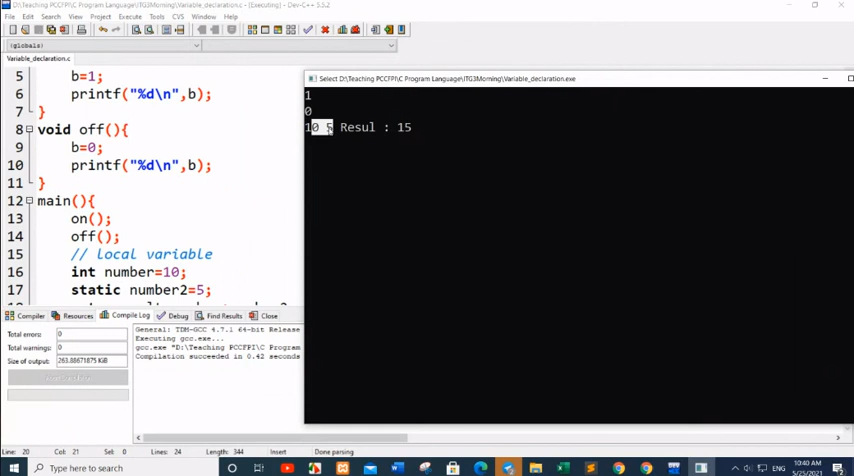 D:\Teaching PCCFPI\C Program Language\ITG3Morning\Variable_declaration.c - [Executing] - Dev-C++ 5.5.2
File Edit Search View Project Execute Tools CVS Window Help
(globals)
Variable_declaration.c
5 b=1;
6 printf("%d\n",b);
7 }
8 void off(){
9 b=0;
10 printf("%d\n",b);
11 }
12 main(){
13 on();
14 off();
15 // local variable
16 int number=10;
17 static number2=5;
Select D:\Teaching PCCFPI\C Program Language\ITG3Morning\Variable_declaration.exe
1
0
10 5 Resul : 15
Compiler Resources Compile Log Debug Find Results Close
Total errors: 0
Total warnings: 0
Size of output: 263.88671875 KiB
General: TDM-GCC 4.7.1 64-bit Release
Executing gcc.exe...
gcc.exe "D:\Teaching PCCFPI\C Program
Compilation succeeded in 0.42 seconds
Line: 20 Col: 21 Sel: 0 Lines: 24 Length: 344 Insert Done parsing
Type here to search
ENG
10:40 AM
5/25/2021
2